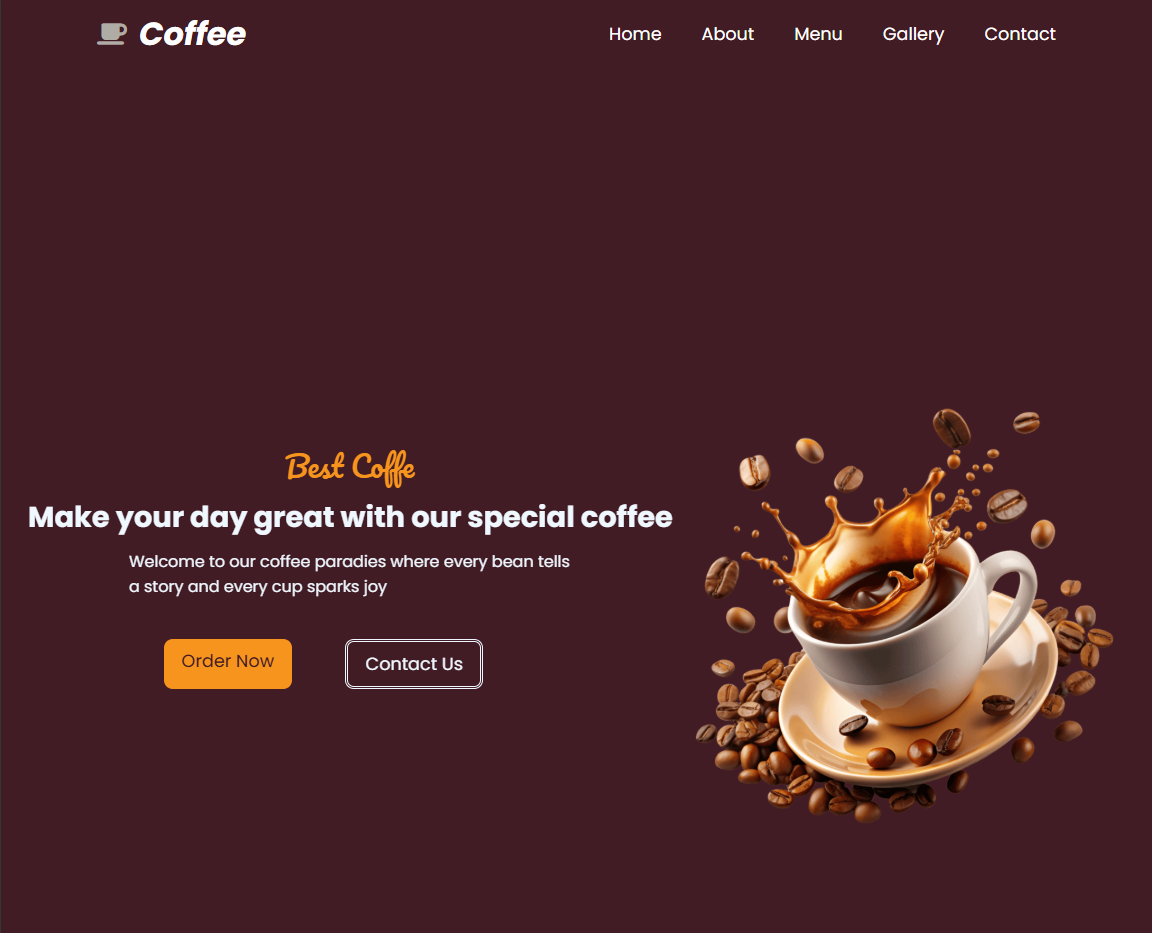 Coffee
Home About Menu Gallery Contact
Best Coffe
Make your day great with our special coffee
Welcome to our coffee paradies where every bean tells
a story and every cup sparks joy
Order Now
Contact Us